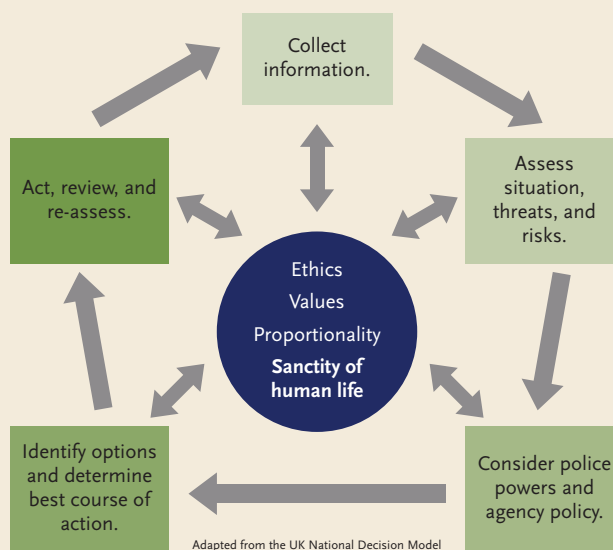 Collect
information.
Assess
situation,
threats, and
risks.
Consider police
powers and
agency policy.
Identify options
and determine
best course of
action.
Act, review, and
re-assess.
Ethics
Values
Proportionality
Sanctity of
human life
Adapted from the UK National Decision Model